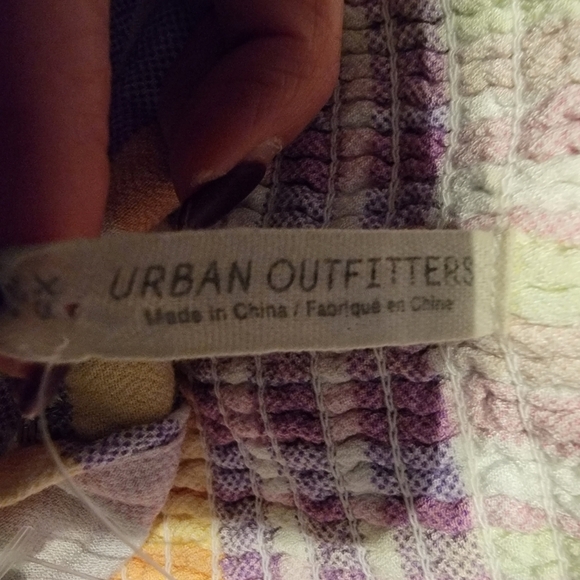 URBAN OUTFITTERS
Made in China / Fabriqué en Chine